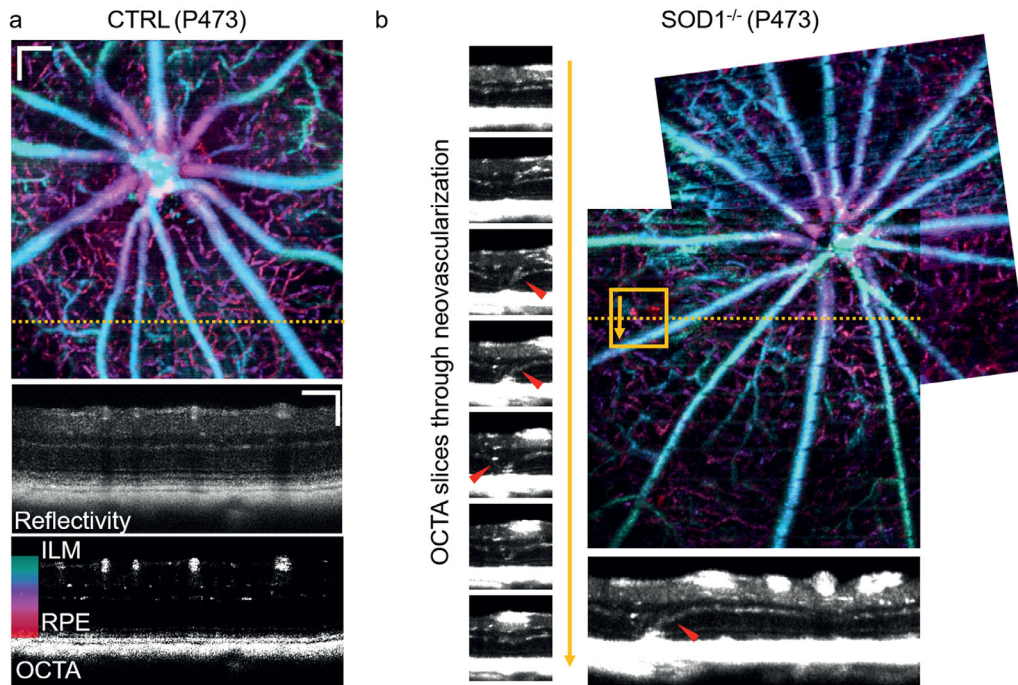 a
CTRL (P473)
b
SOD1-/- (P473)
OCTA slices through neovascularization
Reflectivity
ILM
RPE
OCTA